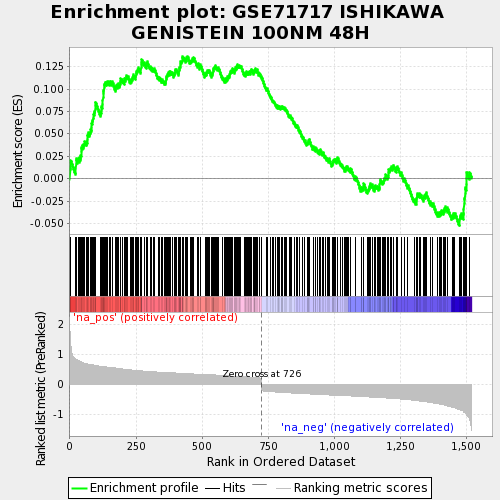 Enrichment plot: GSE71717 ISHIKAWA
GENISTEIN 100NM 48H
Enrichment score (ES)
0.125
0.100
0.075
0.050
0.025
0.000
-0.025
-0.050
'na_pos' (positively correlated)
Ranked list metric (PreRanked)
2
1
0
-1
Zero cross at 726
'na_neg' (negatively correlated)
0
250
500
750
1,000
1,250
1,500
Rank in Ordered Dataset
Enrichment profile
Hits
Ranking metric scores